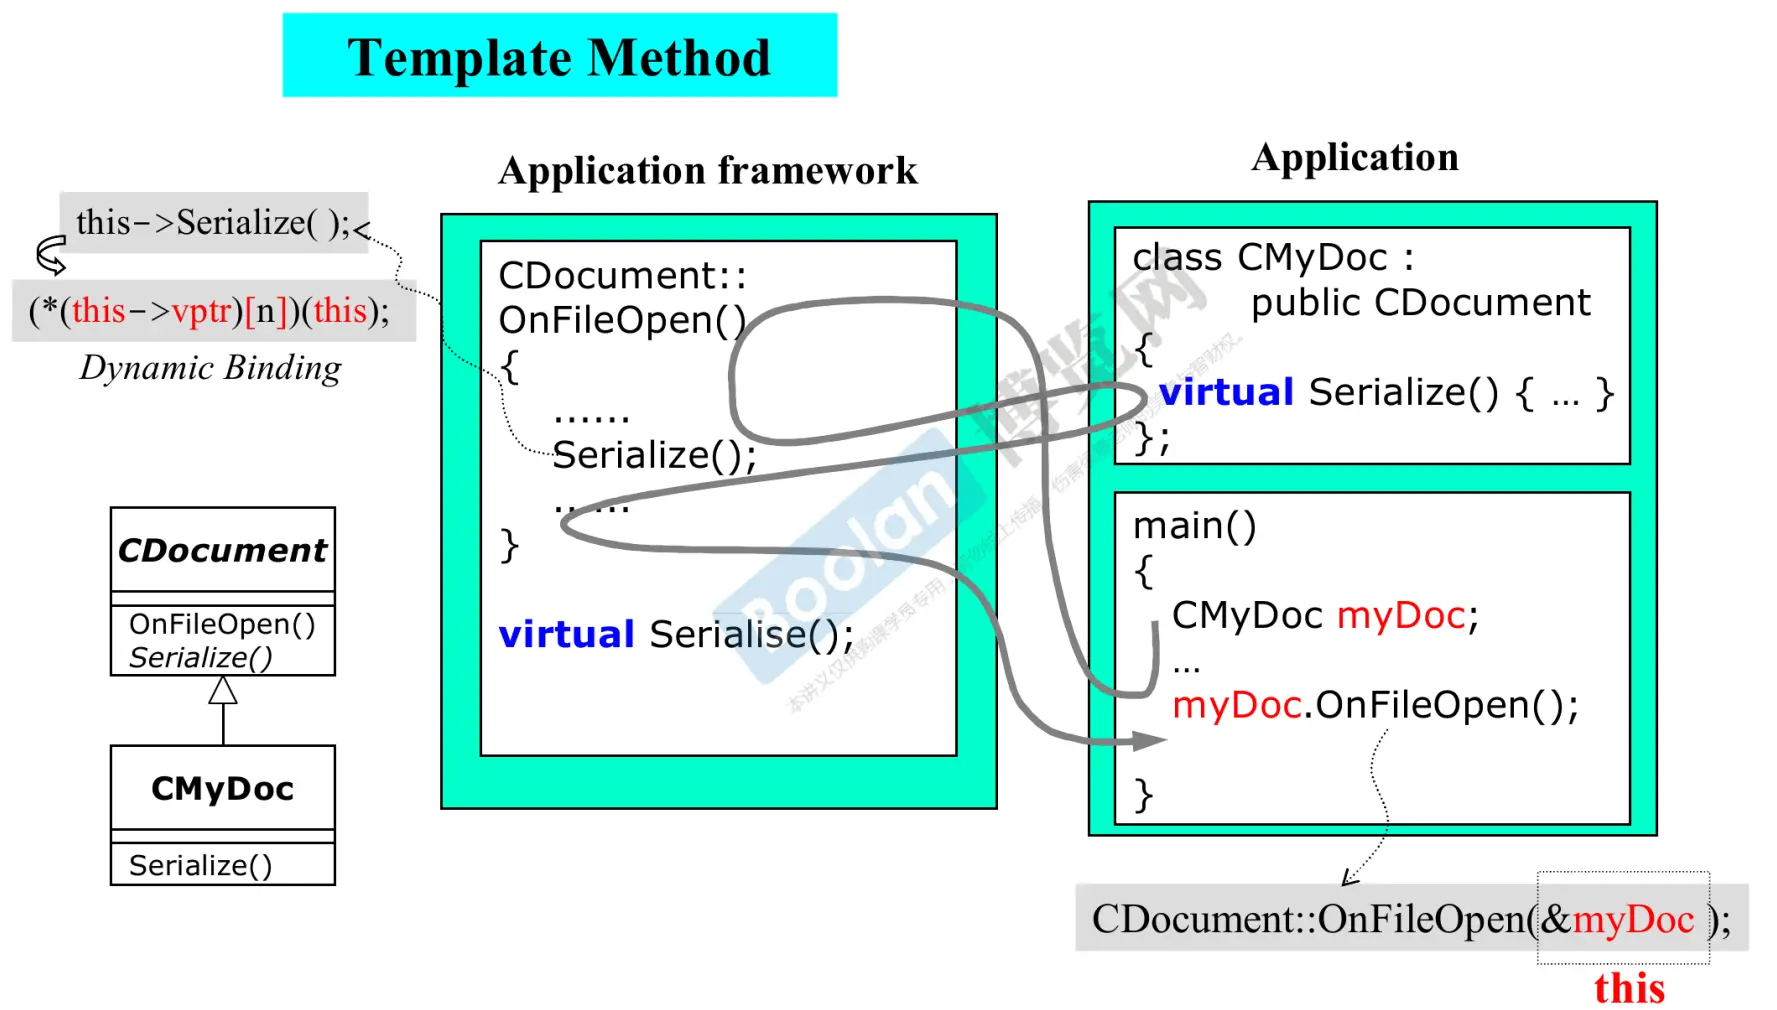 Template Method
Application framework
Application
this->Serialize( );
(*(this->vptr)[n])(this);
Dynamic Binding
CDocument::
OnFileOpen()
{
......
Serialize();
......
}
virtual Serialise();
class CMyDoc :
public CDocument
{
virtual Serialize() { ... }
};
main()
{
CMyDoc myDoc;
...
myDoc.OnFileOpen();
}
CDocument
OnFileOpen()
Serialize()
CMyDoc
Serialize()
CDocument::OnFileOpen(&myDoc );
this
Boolan
博览网